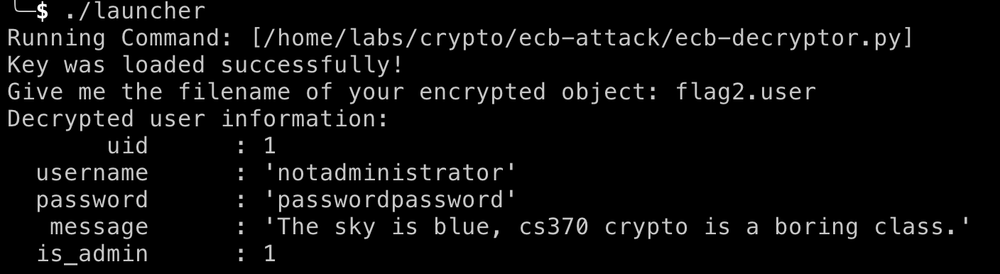 └─$ ./launcher
Running Command: [/home/labs/crypto/ecb-attack/ecb-decryptor.py]
Key was loaded successfully!
Give me the filename of your encrypted object: flag2.user
Decrypted user information:
uid : 1
username : 'notadministrator'
password : 'passwordpassword'
message : 'The sky is blue, cs370 crypto is a boring class.'
is_admin : 1